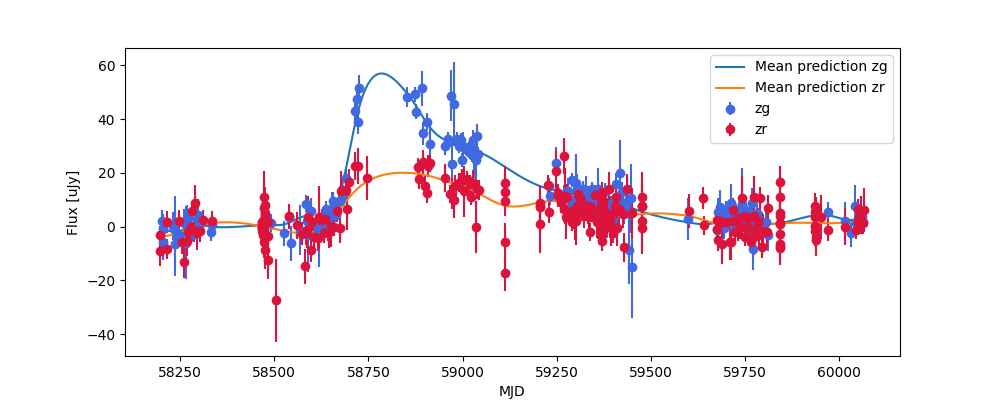 60
40
20
0
−20
−40
Flux [uJy]
58250
58500
58750
59000
59250
59500
59750
60000
MJD
Mean prediction zg
Mean prediction zr
zg
zr